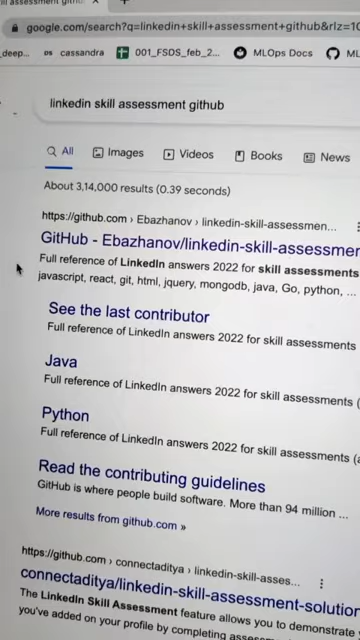 google.com/search?q=linkedin+skill+assessment+github&rlz=10
deep...
DS cassandra
001_FSDS_feb_2...
MLOps Docs
ML
linkedin skill assessment github
All
Images
Videos
Books
News
About 3,14,000 results (0.39 seconds)
https://github.com › Ebazhanov › linkedin-skill-assessmen...
GitHub - Ebazhanov/linkedin-skill-assessmer
Full reference of LinkedIn answers 2022 for skill assessments
javascript, react, git, html, jquery, mongodb, java, Go, python, ...
See the last contributor
Full reference of LinkedIn answers 2022 for skill assessments
Java
Full reference of LinkedIn answers 2022 for skill assessments (
Python
Full reference of LinkedIn answers 2022 for skill assessments (a
Read the contributing guidelines
GitHub is where people build software. More than 94 million ...
More results from github.com »
https://github.com › connectaditya › linkedin-skill-asses...
connectaditya/linkedin-skill-assessment-solution
The LinkedIn Skill Assessment feature allows you to demonstrate
you've added on your profile by completing assess